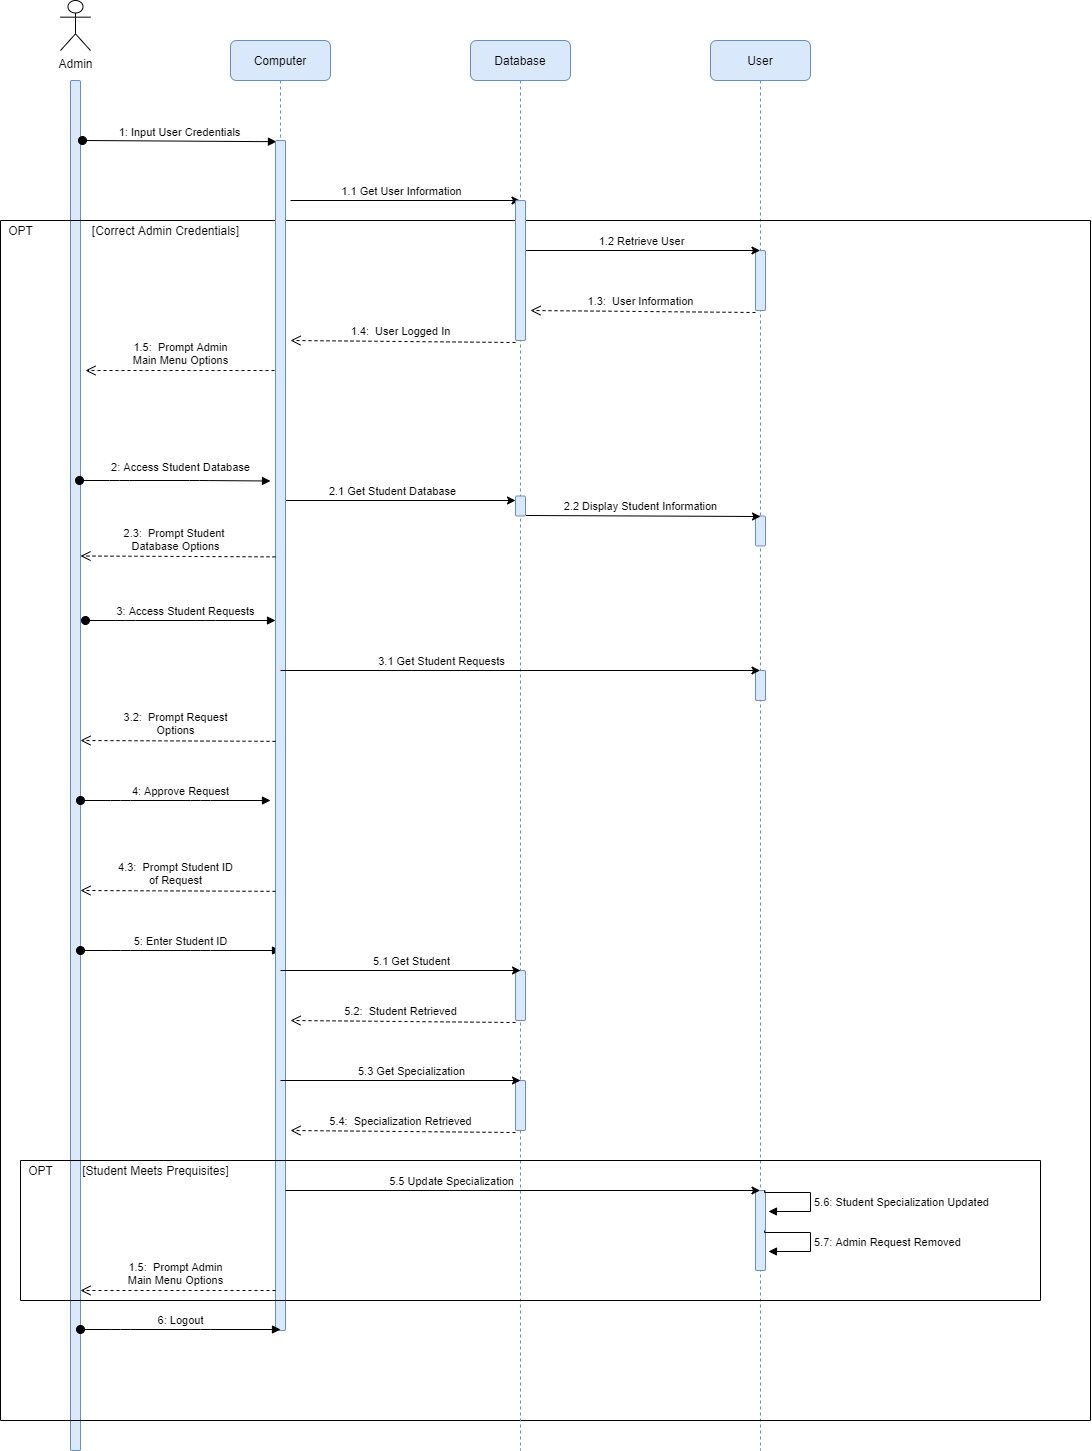 Admin
Computer
Database
User
1: Input User Credentials
1.1 Get User Information
OPT
[Correct Admin Credentials]
1.2 Retrieve User
1.3:  User Information
1.4:  User Logged In
1.5:  Prompt Admin
Main Menu Options
2: Access Student Database
2.1 Get Student Database
2.2 Display Student Information
2.3:  Prompt Student
Database Options
3: Access Student Requests
3.1 Get Student Requests
3.2:  Prompt Request
Options
4: Approve Request
4.3:  Prompt Student ID
of Request
5: Enter Student ID
5.1 Get Student
5.2:  Student Retrieved
5.3 Get Specialization
5.4:  Specialization Retrieved
OPT
[Student Meets Prequisites]
5.5 Update Specialization
5.6: Student Specialization Updated
5.7: Admin Request Removed
1.5:  Prompt Admin
Main Menu Options
6: Logout